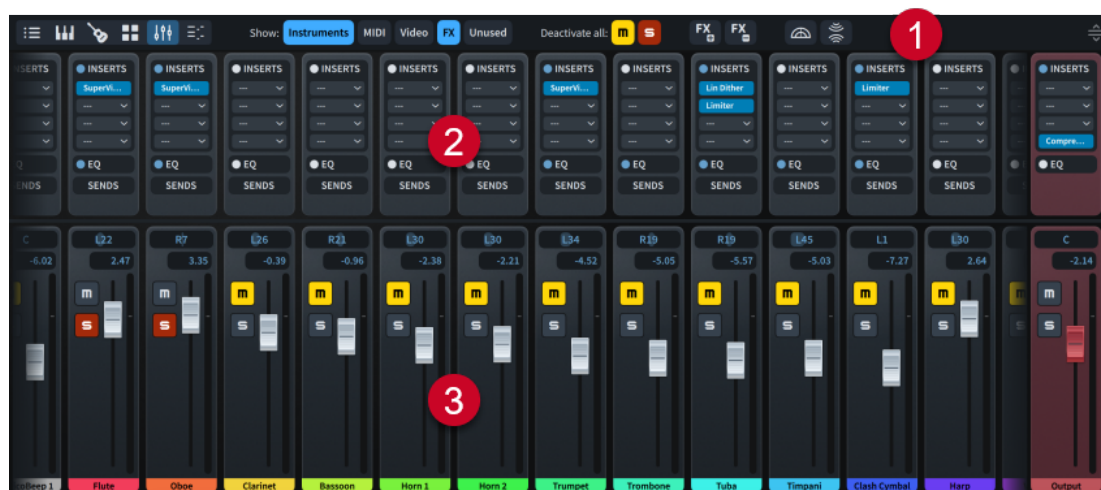 Show: Instruments MIDI Video FX Unused Deactivate all: m s FX FX 1
INSERTS INSERTS INSERTS INSERTS INSERTS INSERTS INSERTS INSERTS INSERTS INSERTS INSERTS INSERTS INSERTS
SuperVi... SuperVi... --- --- --- --- SuperVi... --- Lin Dither --- Limiter --- ---
--- --- --- --- --- --- --- --- Limiter --- --- --- ---
--- --- --- --- --- --- --- --- --- --- --- --- ---
--- --- --- --- --- --- --- --- --- --- --- --- Compre...
2
EQ EQ EQ EQ EQ EQ EQ EQ EQ EQ EQ EQ EQ
SENDS SENDS SENDS SENDS SENDS SENDS SENDS SENDS SENDS SENDS SENDS SENDS
C L22 R7 L26 R21 L30 L30 L34 R19 R19 L45 L1 L30 C
-6.02 2.47 3.35 -0.39 -0.96 -2.38 -2.21 -4.52 -5.05 -5.57 -5.03 -7.27 2.64 -2.14
m m m m m m m m m m m m m
s s s s s s s s s s s s s
3
Flute Oboe Clarinet Bassoon Horn 1 Horn 2 Trumpet Trombone Tuba Timpani Clash Cymbal Harp Output